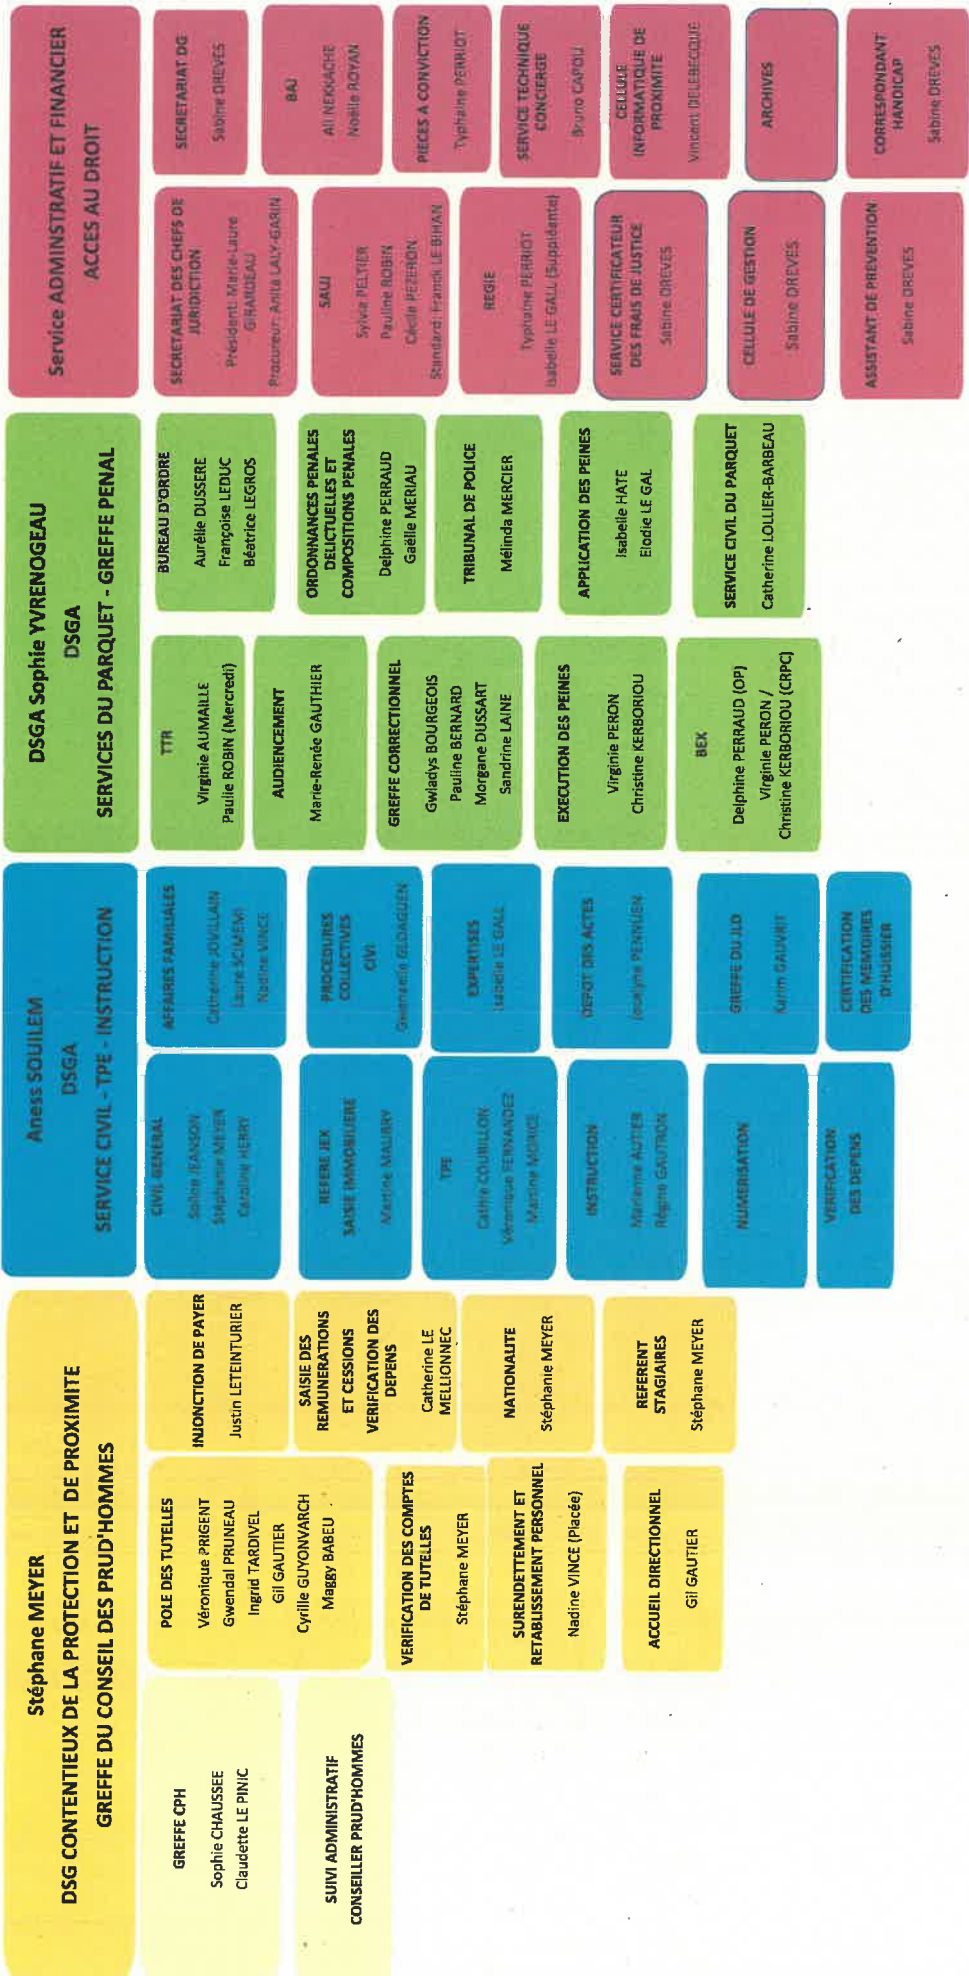 Stéphane MEYER
DSG CONTENTIEUX DE LA PROTECTION ET DE PROXIMITE
GREFFE DU CONSEIL DES PRUD'HOMMES
GREFFE CPH
Sophie CHAUSSEE
Claudette LE PINIC
SUIVI ADMINISTRATIF
CONSEILLER PRUD'HOMMES
POLE DES TUTELLES
Véronique PRIGENT
Gwendal PRUNEAU
Ingrid TARDIVEL
Gil GAUTIER
Cyrille GUYONVARCH
Maggy BABEU
VERIFICATION DES COMPTES
DE TUTELLES
Stéphane MEYER
SURENDETTEMENT ET
RETABLISSEMENT PERSONNEL
Nadine VINCE (Placée)
ACCUEIL DIRECTIONNEL
Gil GAUTIER
INJONCTION DE PAYER
Justin LETEINTURIER
SAISIE DES
REMUNERATIONS
ET CESSIONS
VERIFICATION DES
DEPENS
Catherine LE
MELLIONNEC
NATIONALITE
Stéphanie MEYER
REFERENT
STAGIAIRES
Stéphane MEYER
Aness SOUILEM
DSGA
SERVICE CIVIL - TPE - INSTRUCTION
CIVIL GENERAL
Soline JEANSON
Stéphanie MEYER
Caroline HERRY
REFERE JEX
SAISIE IMMOBILIERE
Martine MAUBRY
TPE
Cathie COURILLON
Véronique FERNANDEZ
Martine MORICE
INSTRUCTION
Marianne AUTIER
Régine GAUTRON
NUMERISATION
VERIFICATION
DES DEPENS
AFFAIRES FAMILIALES
Catherine JOVILLAIN
Laure SCIMEMI
Nadine VINCE
PROCEDURES
COLLECTIVES
CIVI
Gwenaelle GLOAGUEN
EXPERTISES
Isabelle LE GALL
DEPOT DES ACTES
Jocelyne PENNUEN
GREFFE DU JLD
Karim GAUVRIT
CERTIFICATION
DES MEMOIRES
D'HUISSIER
DSGA Sophie YVRENOGEAU
DSGA
SERVICES DU PARQUET - GREFFE PENAL
TTR
Virginie AUMAILLE
Paulie ROBIN (Mercredi)
AUDIENCEMENT
Marie-Renée GAUTHIER
GREFFE CORRECTIONNEL
Gwladys BOURGEOIS
Pauline BERNARD
Morgane DUSSART
Sandrine LAINE
EXECUTION DES PEINES
Virginie PERON
Christine KERBORIOU
BEX
Delphine PERRAUD (OP)
Virginie PERON /
Christine KERBORIOU (CRPC)
BUREAU D'ORDRE
Aurélie DUSSERE
Françoise LEDUC
Béatrice LEGROS
ORDONNANCES PENALES
DELICTUELLES ET
COMPOSITIONS PENALES
Delphine PERRAUD
Gaëlle MERIAU
TRIBUNAL DE POLICE
Mélinda MERCIER
APPLICATION DES PEINES
Isabelle HATE
Elodie LE GAL
SERVICE CIVIL DU PARQUET
Catherine LOLLIER-BARBEAU
Service ADMINSTRATIF ET FINANCIER
ACCES AU DROIT
SECRETARIAT DES CHEFS DE
JURIDICTION
Président: Marie-Laure
GIRARDEAU
Procureur: Anita LALY-GARIN
SAUJ
Sylvie PELTIER
Pauline ROBIN
Cécile PEZERON
Standard: Franck LE BIHAN
REGIE
Typhaine PERRIOT
Isabelle LE GALL (Suppléante)
SERVICE CERTIFICATEUR
DES FRAIS DE JUSTICE
Sabine DREVES
CELLULE DE GESTION
Sabine DREVES
ASSISTANT DE PREVENTION
Sabine DREVES
SECRETARIAT DG
Sabine DREVES
BAJ
Ali NEKKACHE
Noëlle ROYAN
PIECES A CONVICTION
Typhaine PERRIOT
SERVICE TECHNIQUE
CONCIERGE
Bruno CAPOU
CELLULE
INFORMATIQUE DE
PROXIMITE
Vincent DELEBECQUE
ARCHIVES
CORRESPONDANT
HANDICAP
Sabine DREVES